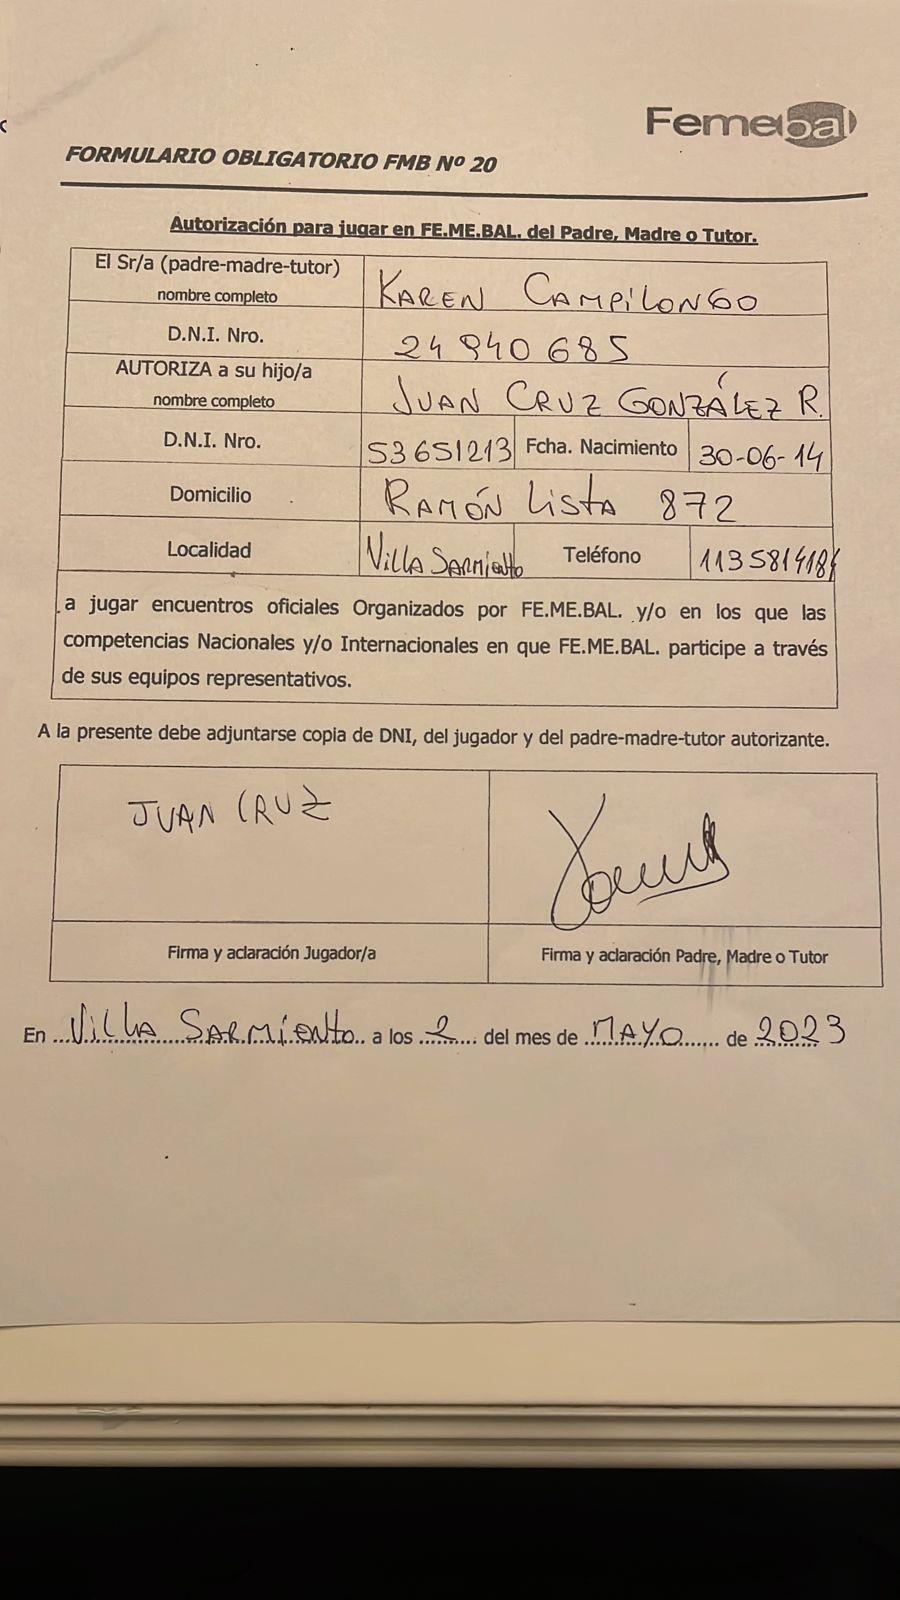 Femebal
FORMULARIO OBLIGATORIO FMB Nº 20
Autorización para jugar en FE.ME.BAL. del Padre, Madre o Tutor.
El Sr/a (padre-madre-tutor)
nombre completo
KAREN CAMPILONGO
D.N.I. Nro.
24940685
AUTORIZA a su hijo/a
nombre completo
JUAN CRUZ GONZÁLEZ R.
D.N.I. Nro. 53651213 Fcha. Nacimiento 30-06-14
Domicilio RAMÓN LISTA 872
Localidad VILLA SARMIENTO Teléfono
a jugar encuentros oficiales Organizados por FE.ME.BAL. y/o en los que las
competencias Nacionales y/o Internacionales en que FE.ME.BAL. participe a través
de sus equipos representativos.
A la presente debe adjuntarse copia de DNI, del jugador y del padre-madre-tutor autorizante.
JUAN CRUZ
Firma y aclaración Jugador/a Firma y aclaración Padre, Madre o Tutor
En VILLA SARMIENTO a los 2 del mes de MAYO de 2023